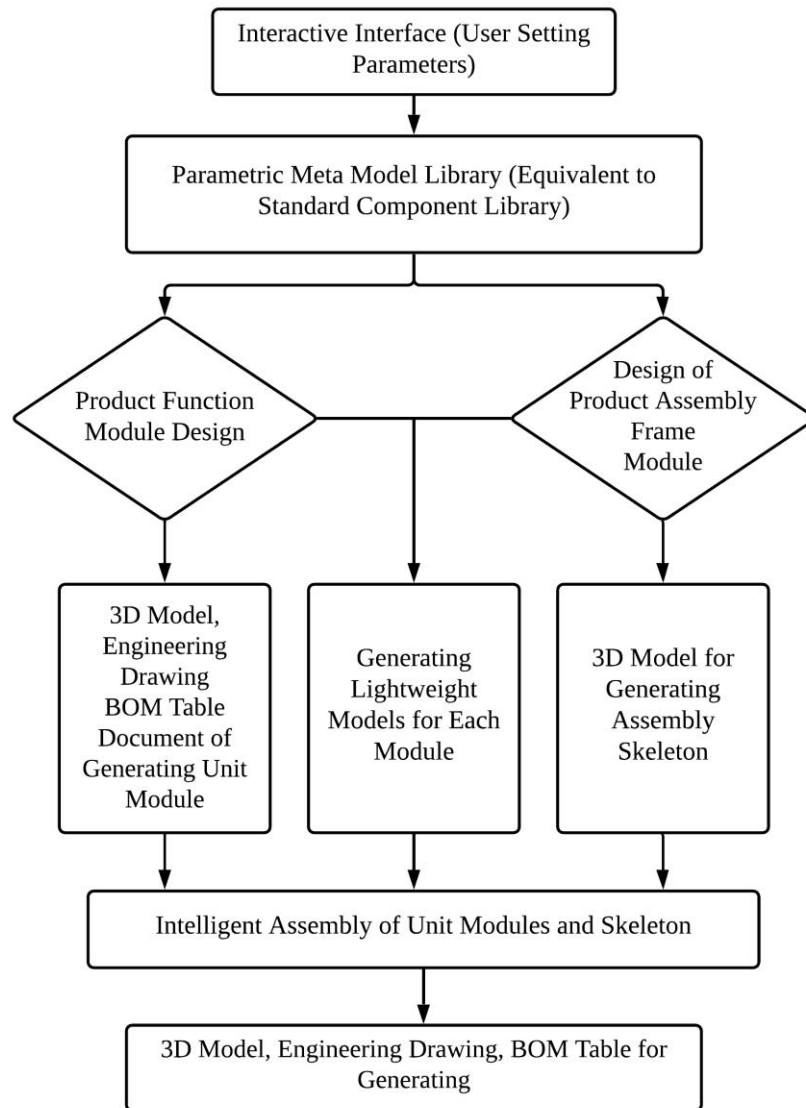 Interactive Interface (User Setting
Parameters)
Parametric Meta Model Library (Equivalent to
Standard Component Library)
Product Function
Module Design
Design of
Product Assembly
Frame
Module
3D Model,
Engineering
Drawing
BOM Table
Document of
Generating Unit
Module
Generating
Lightweight
Models for Each
Module
3D Model for
Generating
Assembly
Skeleton
Intelligent Assembly of Unit Modules and Skeleton
3D Model, Engineering Drawing, BOM Table for
Generating